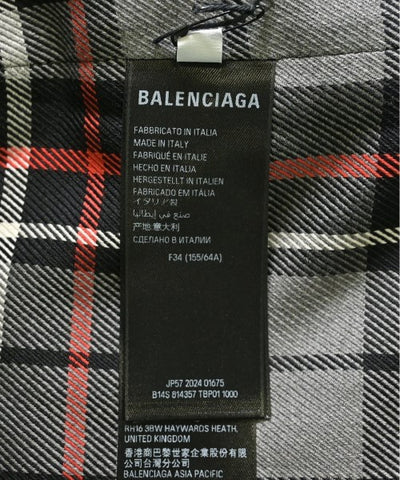 BALENCIAGA
FABBRICATO IN ITALIA
MADE IN ITALY
FABRIQUÉ EN ITALIE
HECHO EN ITALIA
HERGESTELLT IN ITALIEN
FABRICADO EM ITÁLIA
イタリア製
صنع في إيطاليا
产地:意大利
СДЕЛАНО В ИТАЛИИ
F34 (155/64A)
JP57 2024 01675
B14S 814357 TBP01 1000
RH16 3BW HAYWARDS HEATH,
UNITED KINGDOM
香港商巴黎世家企業股份有限
公司台灣分公司
BALENCIAGA ASIA PACIFIC